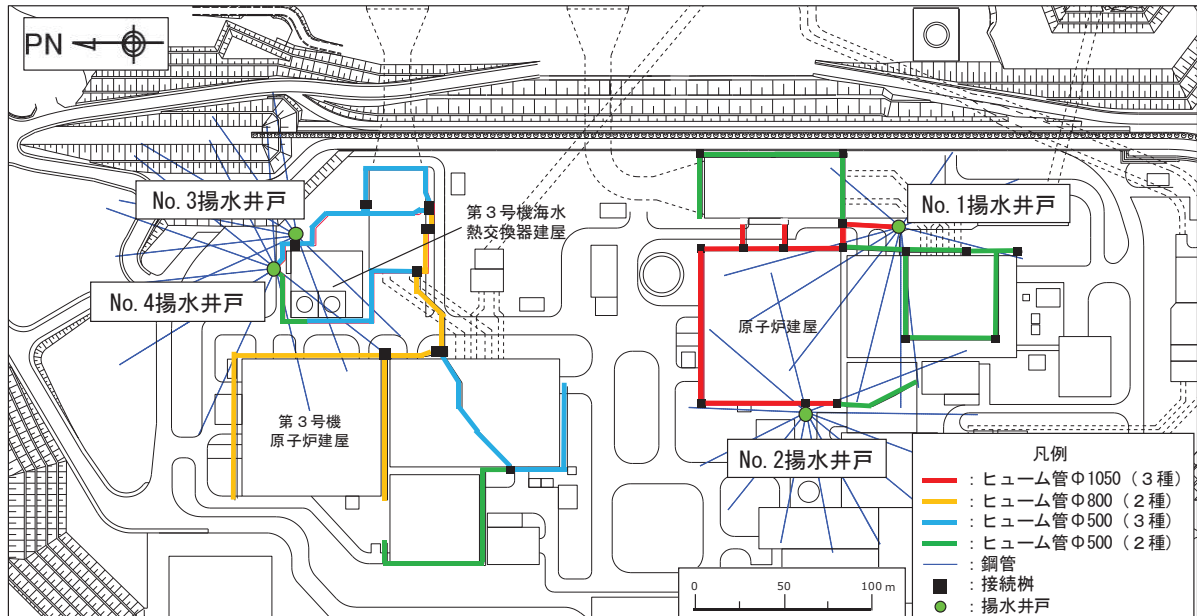 PN
No.3揚水井戸
第３号機海水
熱交換器建屋
No.1揚水井戸
No.4揚水井戸
原子炉建屋
第３号機
原子炉建屋
No.2揚水井戸
凡例
：ヒューム管Φ1050（３種）
：ヒューム管Φ800（２種）
：ヒューム管Φ500（３種）
：ヒューム管Φ500（２種）
：鋼管
：接続桝
：揚水井戸
0 50 100 m